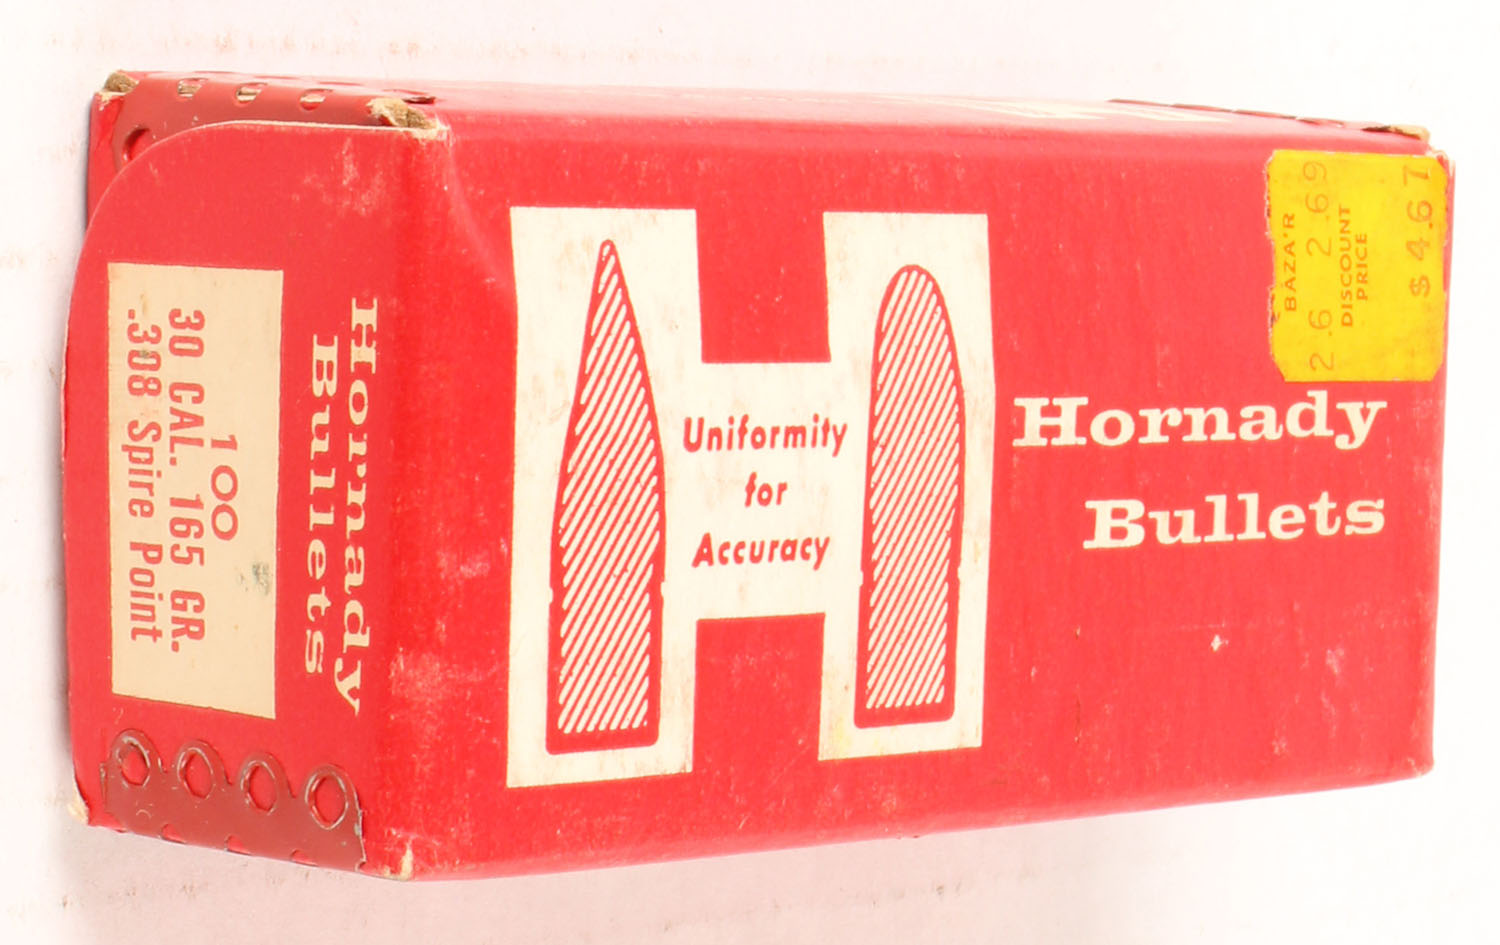 Hornady
Bullets
100
30 CAL. 165 GR.
.308 Spire Point
Uniformity
for
Accuracy
Hornady
Bullets
BAZA'R
2.6 2.69
DISCOUNT
PRICE
$4.67